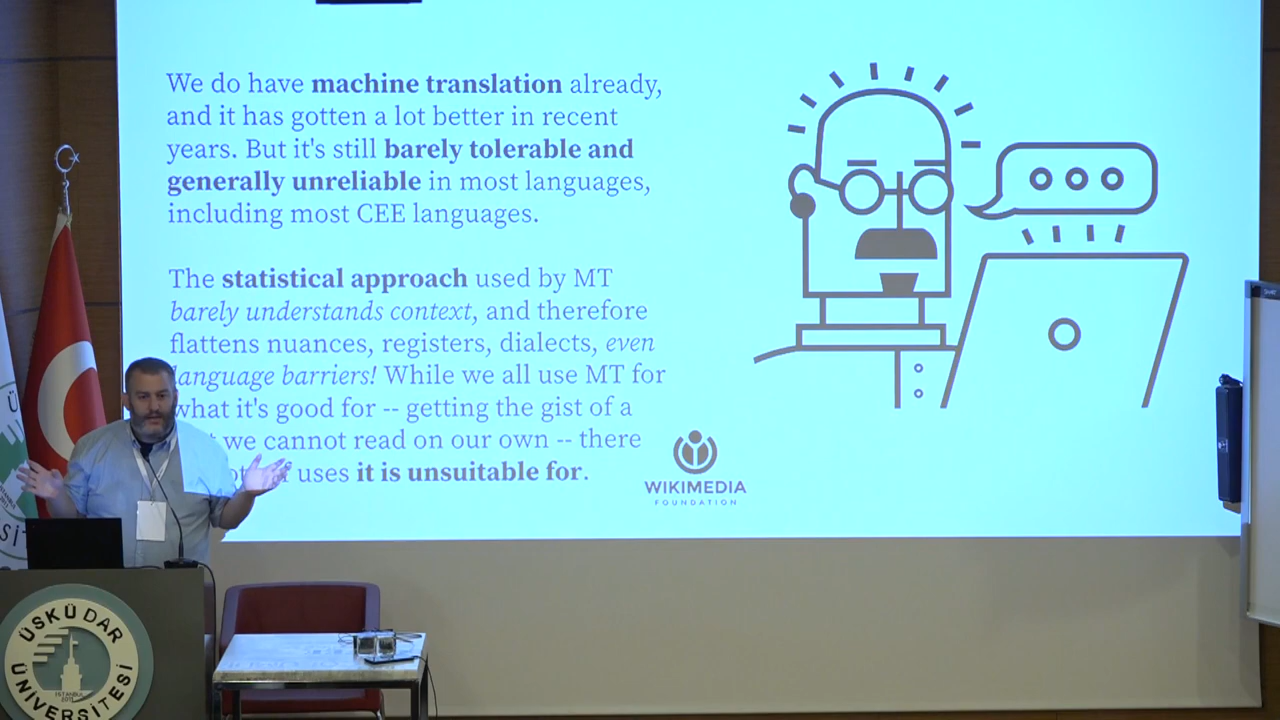 We do have machine translation already,
and it has gotten a lot better in recent
years. But it's still barely tolerable and
generally unreliable in most languages,
including most CEE languages.
The statistical approach used by MT
barely understands context, and therefore
flattens nuances, registers, dialects, even
language barriers! While we all use MT for
what it's good for -- getting the gist of a
we cannot read on our own -- there
uses it is unsuitable for.
WIKIMEDIA
FOUNDATION
ÜSKÜDAR
ÜNİVERSİTESİ
İSTANBUL
2011